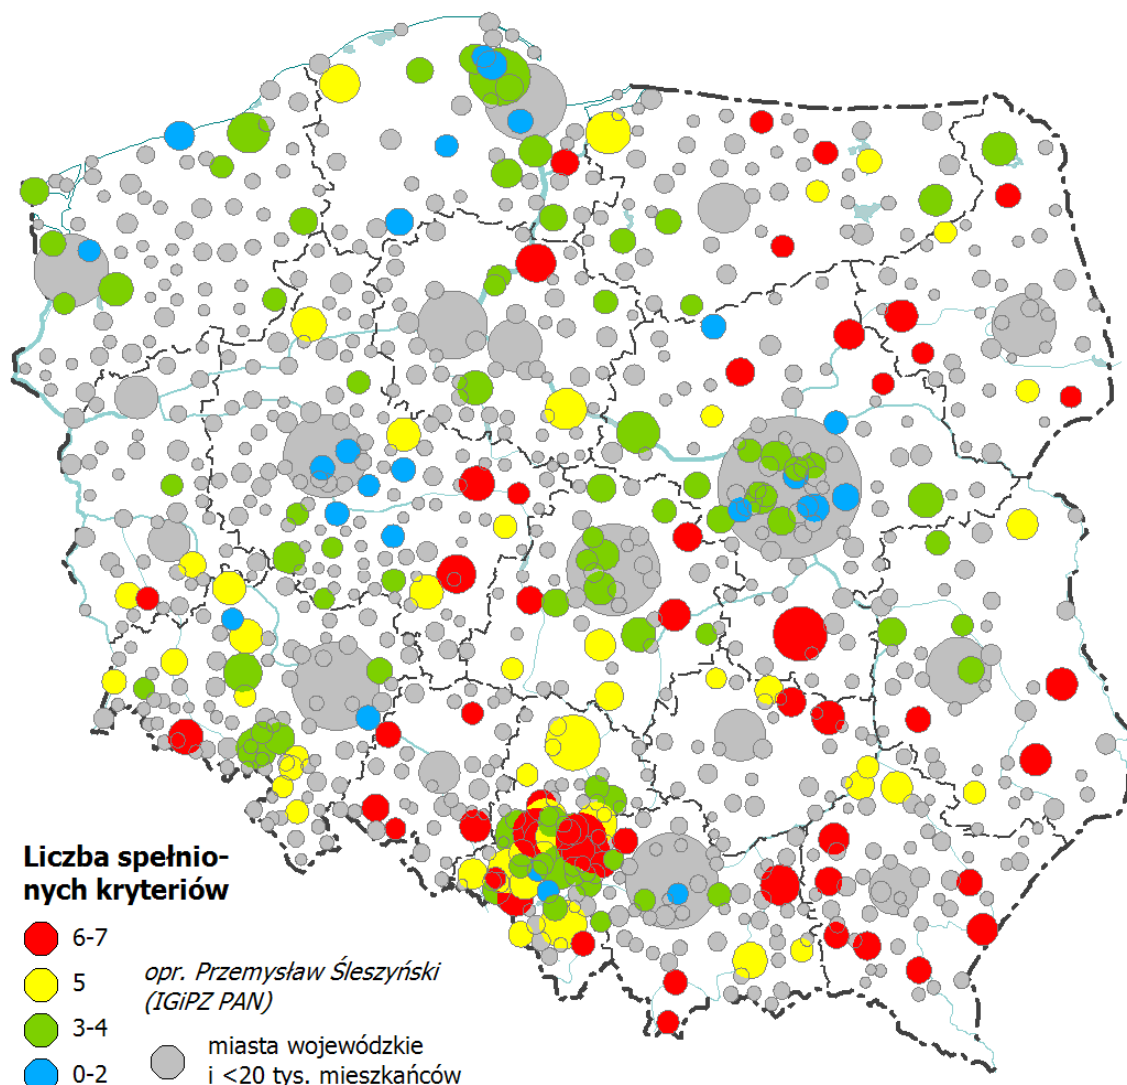 Liczba spełnio-
nych kryteriów
6-7
5
3-4
0-2
opr. Przemysław Śleszyński
(IGiPZ PAN)
miasta wojewódzkie
i <20 tys. mieszkańców